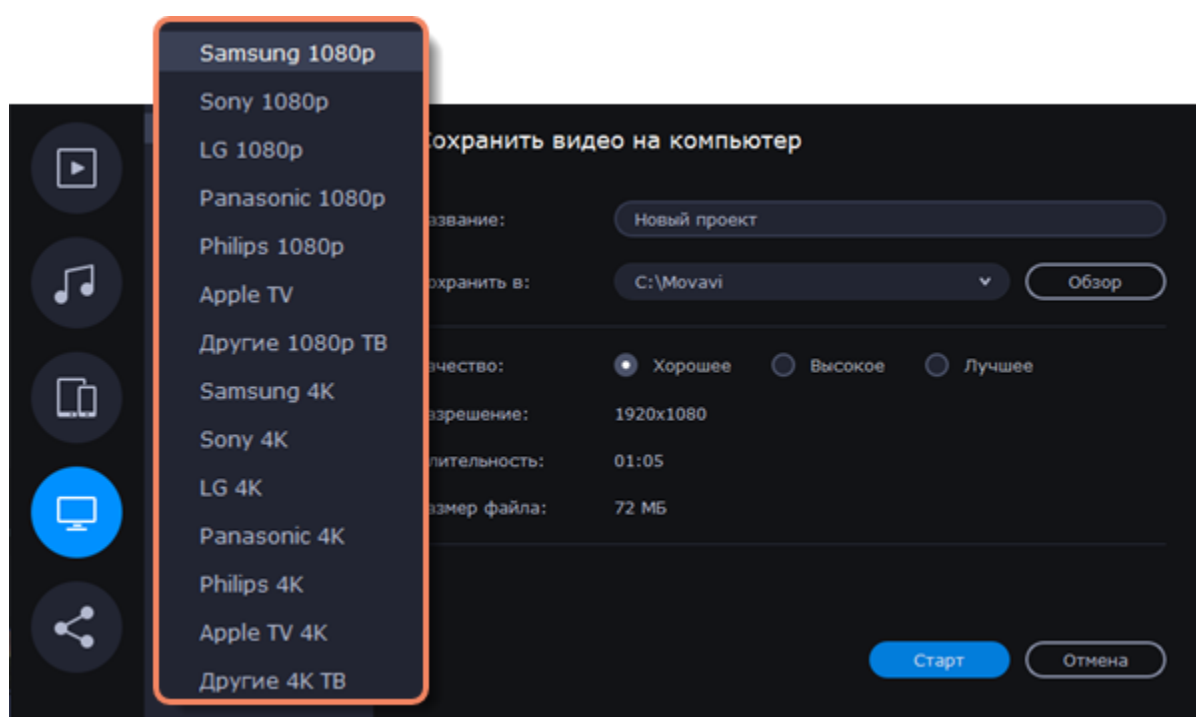 Samsung 1080p
Sony 1080p
LG 1080p
Panasonic 1080p
Philips 1080p
Apple TV
Другие 1080p ТВ
Samsung 4K
Sony 4K
LG 4K
Panasonic 4K
Philips 4K
Apple TV 4K
Другие 4K ТВ
Сохранить видео на компьютер
азвание: Новый проект
охранить в: C:\Movavi Обзор
ачество: Хорошее Высокое Лучшее
азрешение: 1920x1080
лительность: 01:05
азмер файла: 72 МБ
Старт Отмена